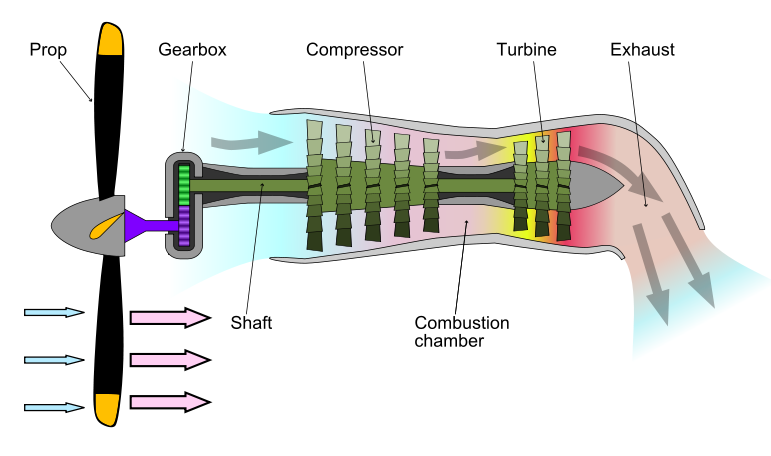 Prop
Gearbox
Compressor
Turbine
Exhaust
Shaft
Combustion
chamber